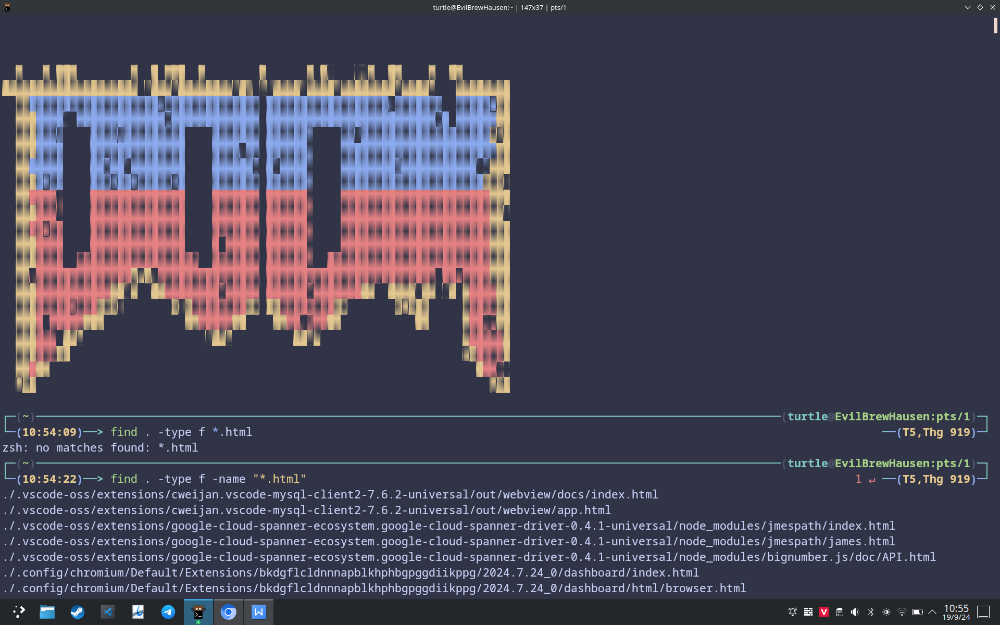 turtle@EvilBrewHausen:~ | 147x37 | pts/1
(~) (turtle@EvilBrewHausen:pts/1)
(10:54:09)──> find . -type f *.html ─(T5,Thg 919)
zsh: no matches found: *.html
(~) (turtle@EvilBrewHausen:pts/1)
(10:54:22)──> find . -type f -name "*.html" 1 ↵ ─(T5,Thg 919)
./.vscode-oss/extensions/cweijan.vscode-mysql-client2-7.6.2-universal/out/webview/docs/index.html
./.vscode-oss/extensions/cweijan.vscode-mysql-client2-7.6.2-universal/out/webview/app.html
./.vscode-oss/extensions/google-cloud-spanner-ecosystem.google-cloud-spanner-driver-0.4.1-universal/node_modules/jmespath/index.html
./.vscode-oss/extensions/google-cloud-spanner-ecosystem.google-cloud-spanner-driver-0.4.1-universal/node_modules/jmespath/james.html
./.vscode-oss/extensions/google-cloud-spanner-ecosystem.google-cloud-spanner-driver-0.4.1-universal/node_modules/bignumber.js/doc/API.html
./.config/chromium/Default/Extensions/bkdgflcldnnnapblkhphbgpggdiikppg/2024.7.24_0/dashboard/index.html
./.config/chromium/Default/Extensions/bkdgflcldnnnapblkhphbgpggdiikppg/2024.7.24_0/dashboard/html/browser.html
W
V
10:55
19/9/24